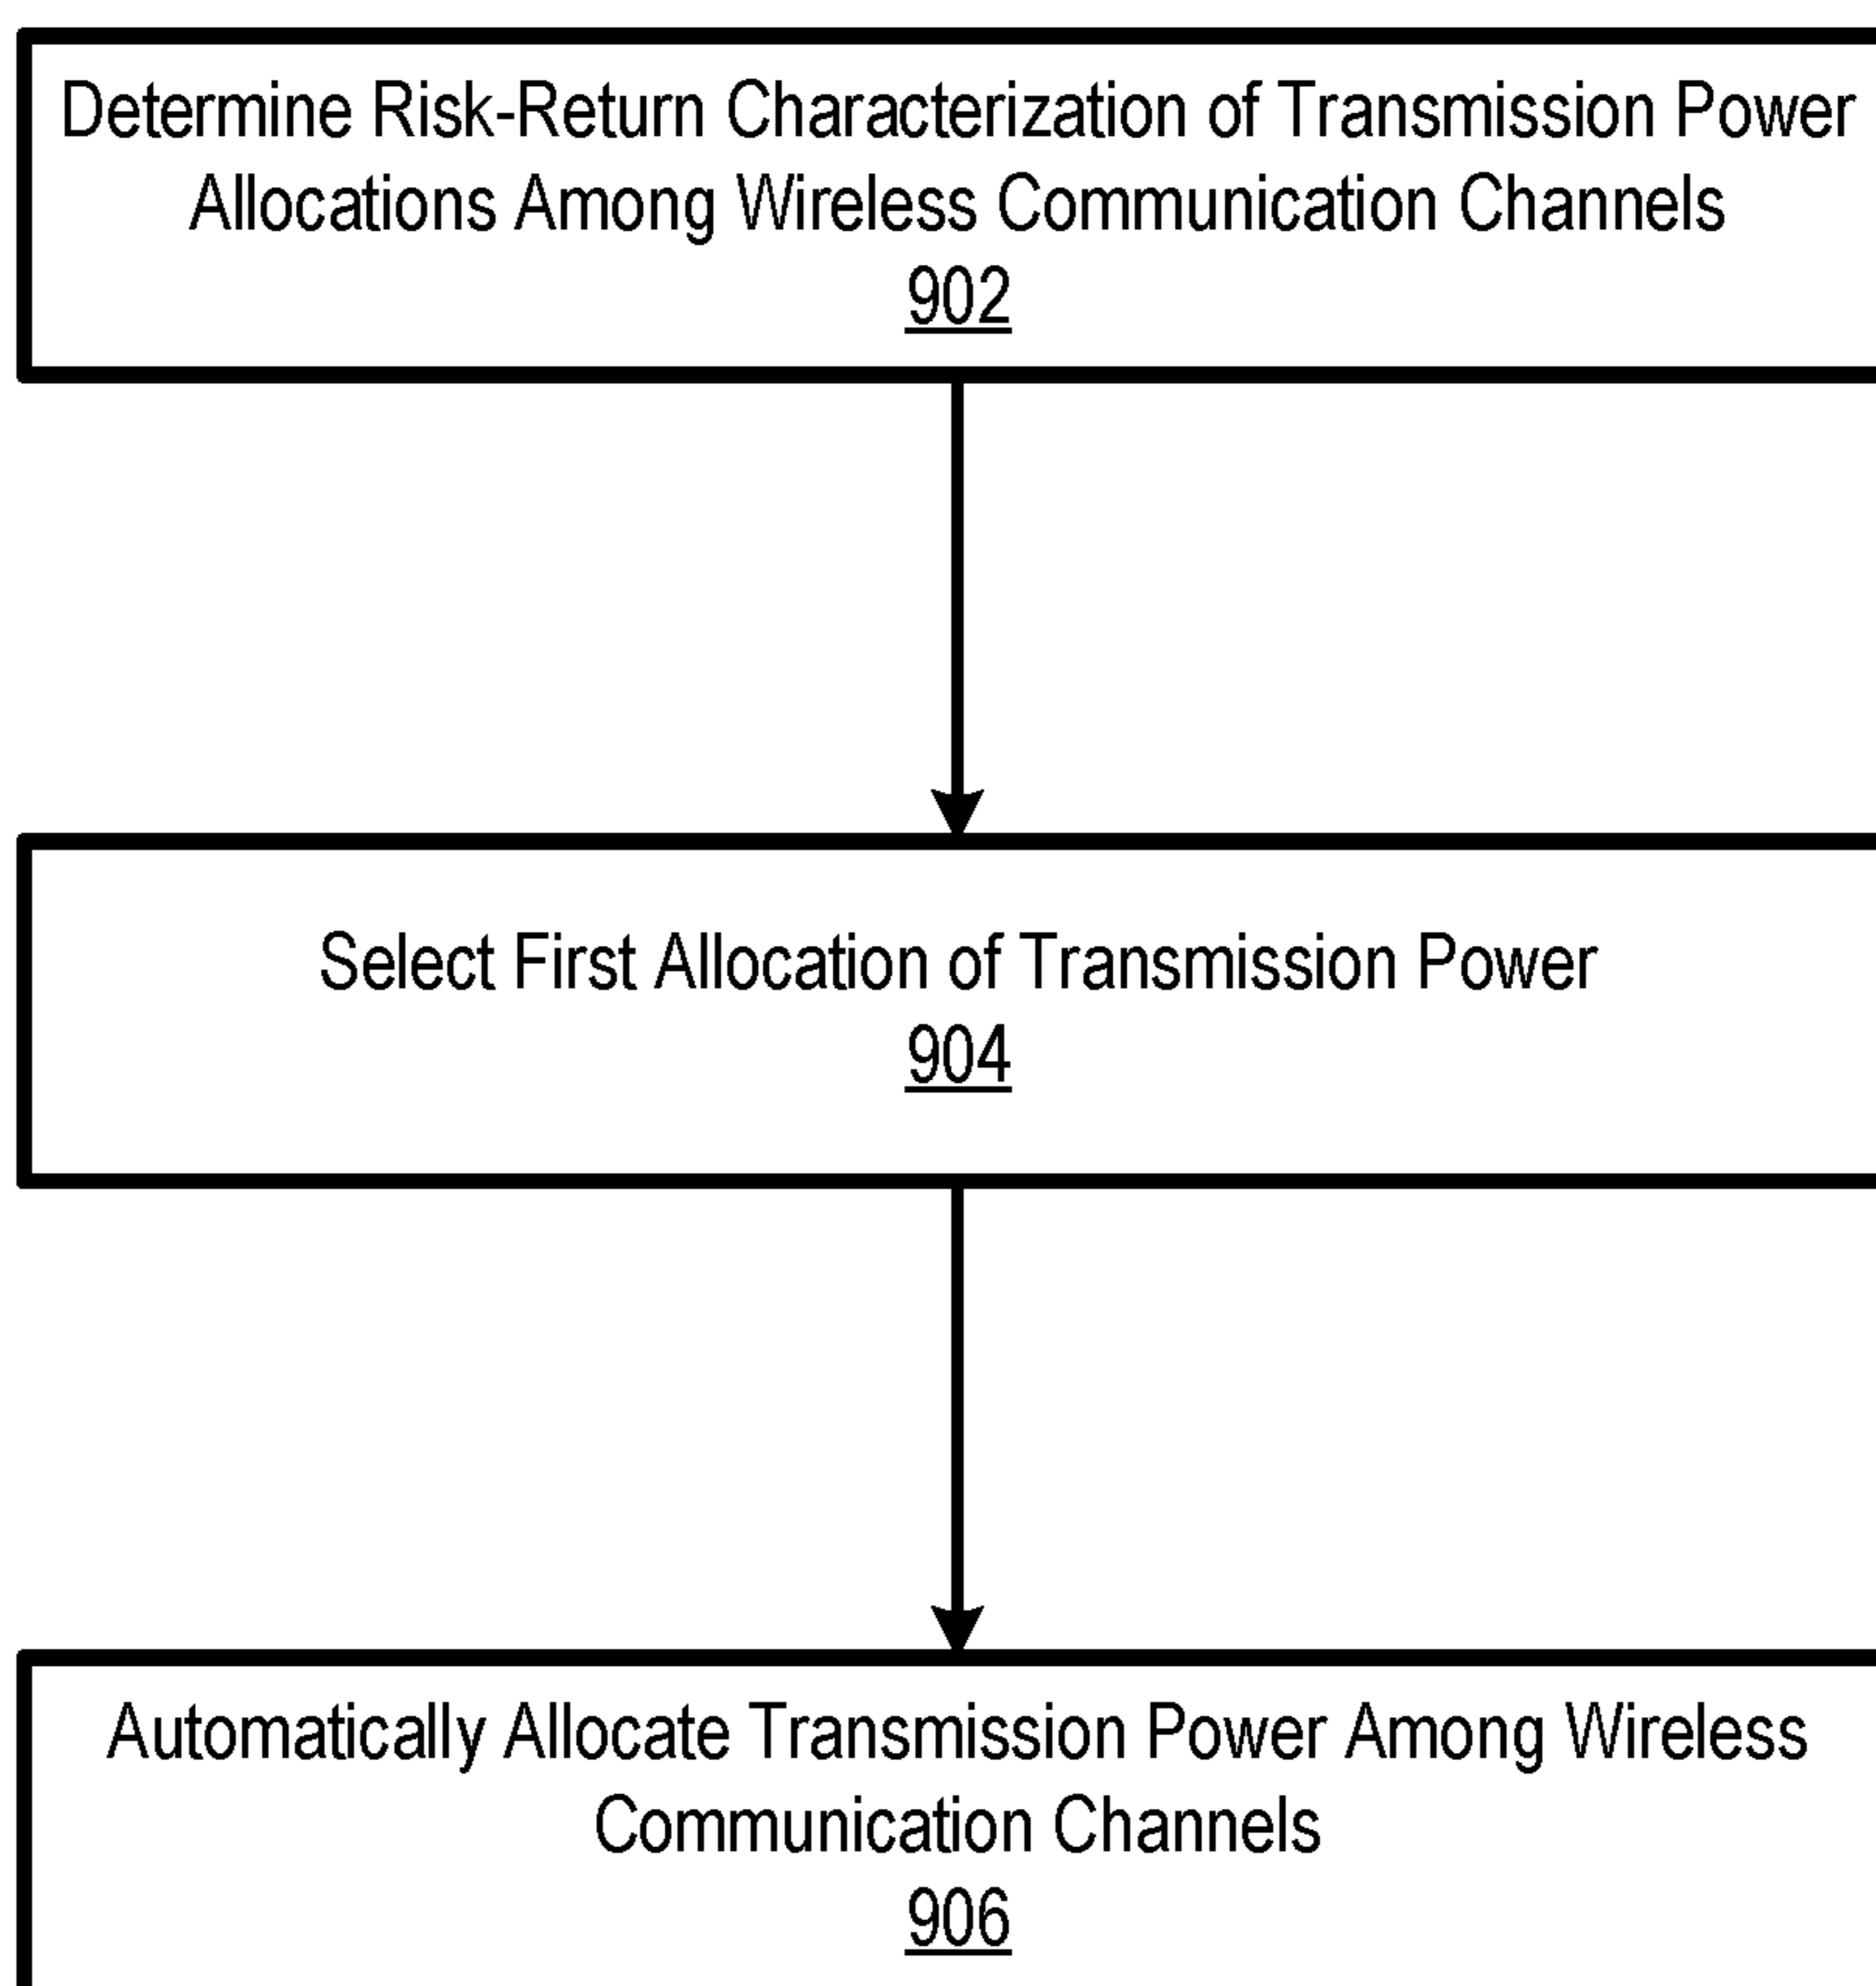 Determine Risk-Return Characterization of Transmission Power
Allocations Among Wireless Communication Channels
902
Select First Allocation of Transmission Power
904
Automatically Allocate Transmission Power Among Wireless
Communication Channels
906